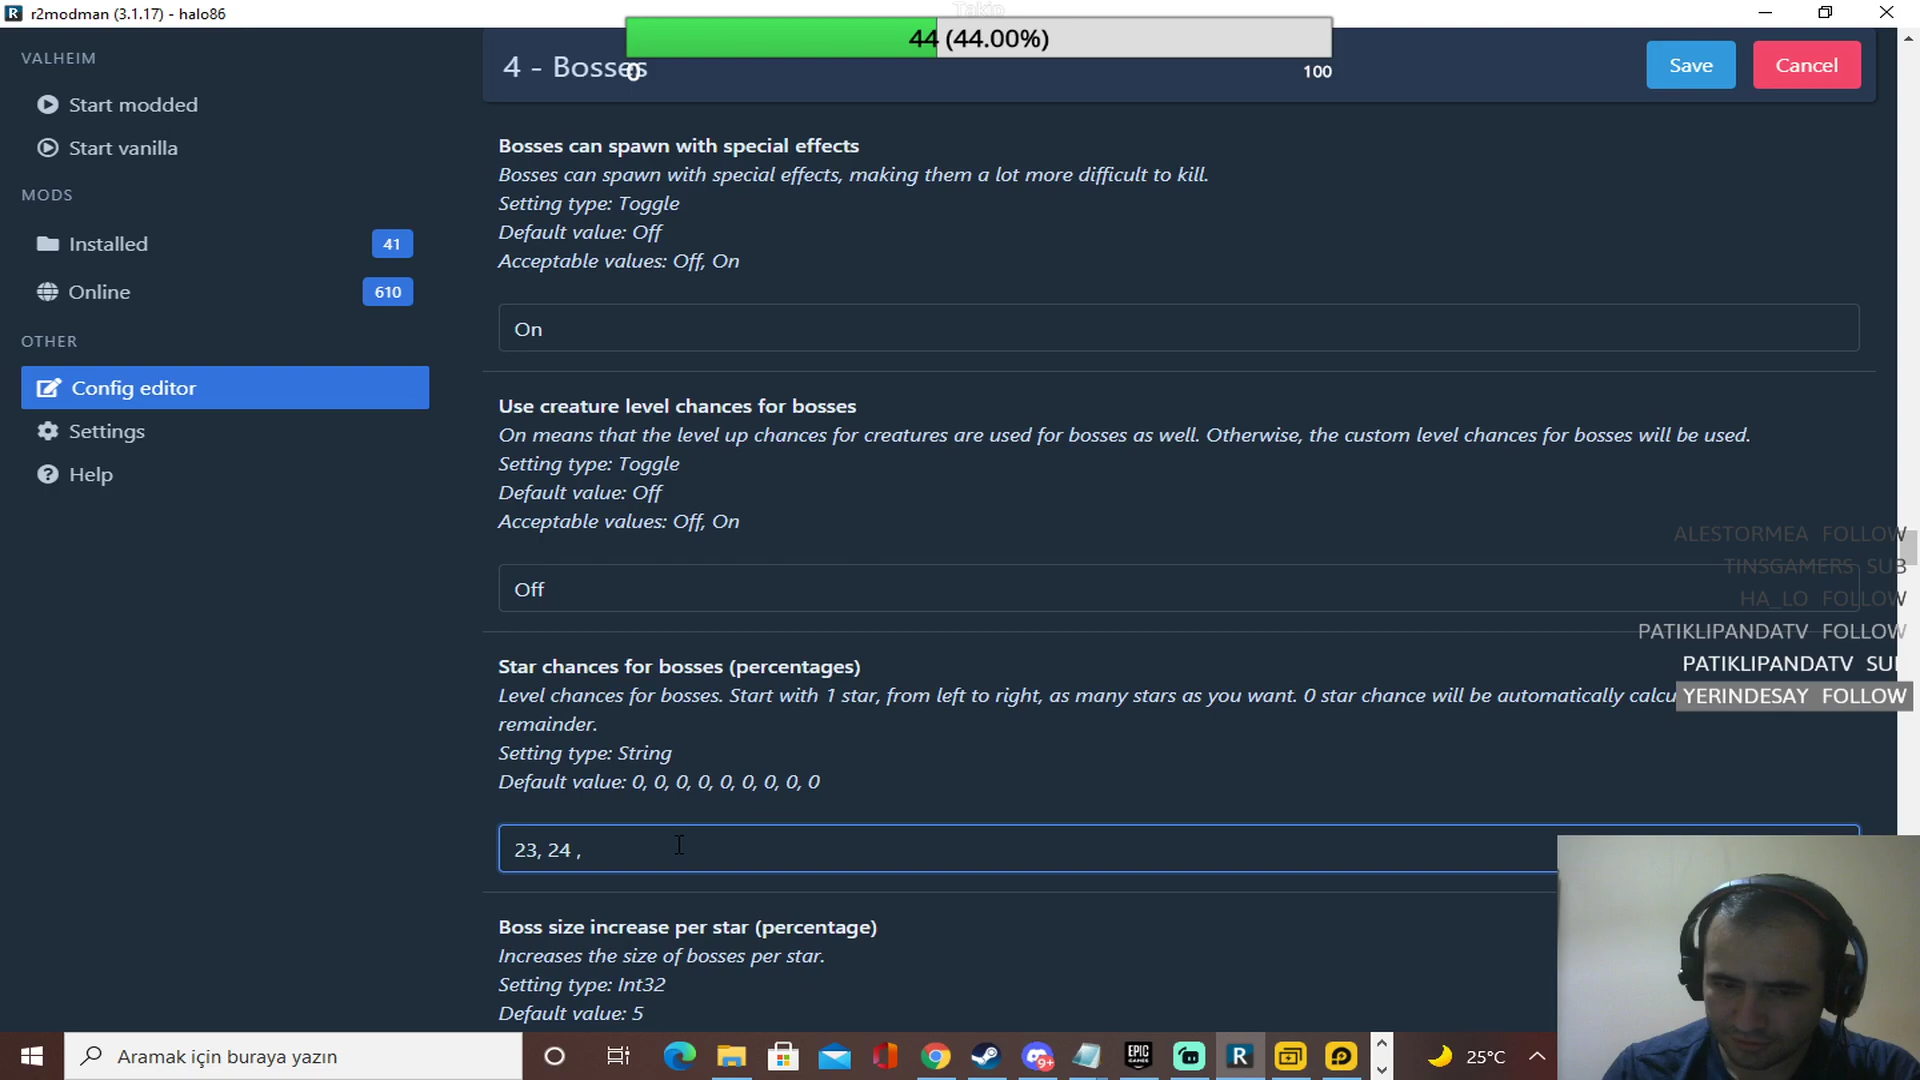 r2modman (3.1.17) - halo86
Takip
44 (44.00%)
0
100
VALHEIM
Start modded
Start vanilla
MODS
Installed
41
Online
610
OTHER
Config editor
Settings
Help
4 - Bosses
Save
Cancel
Bosses can spawn with special effects
Bosses can spawn with special effects, making them a lot more difficult to kill.
Setting type: Toggle
Default value: Off
Acceptable values: Off, On
On
Use creature level chances for bosses
On means that the level up chances for creatures are used for bosses as well. Otherwise, the custom level chances for bosses will be used.
Setting type: Toggle
Default value: Off
Acceptable values: Off, On
Off
Star chances for bosses (percentages)
Level chances for bosses. Start with 1 star, from left to right, as many stars as you want. 0 star chance will be automatically calcu
remainder.
Setting type: String
Default value: 0, 0, 0, 0, 0, 0, 0, 0, 0
23, 24 ,
Boss size increase per star (percentage)
Increases the size of bosses per star.
Setting type: Int32
Default value: 5
ALESTORMEA FOLLOW
TINSGAMERS SUB
HA_LO FOLLOW
PATIKLIPANDATV FOLLOW
PATIKLIPANDATV SU
YERINDESAY FOLLOW
Aramak için buraya yazın
9+
EPIC GAMES
R
25°C